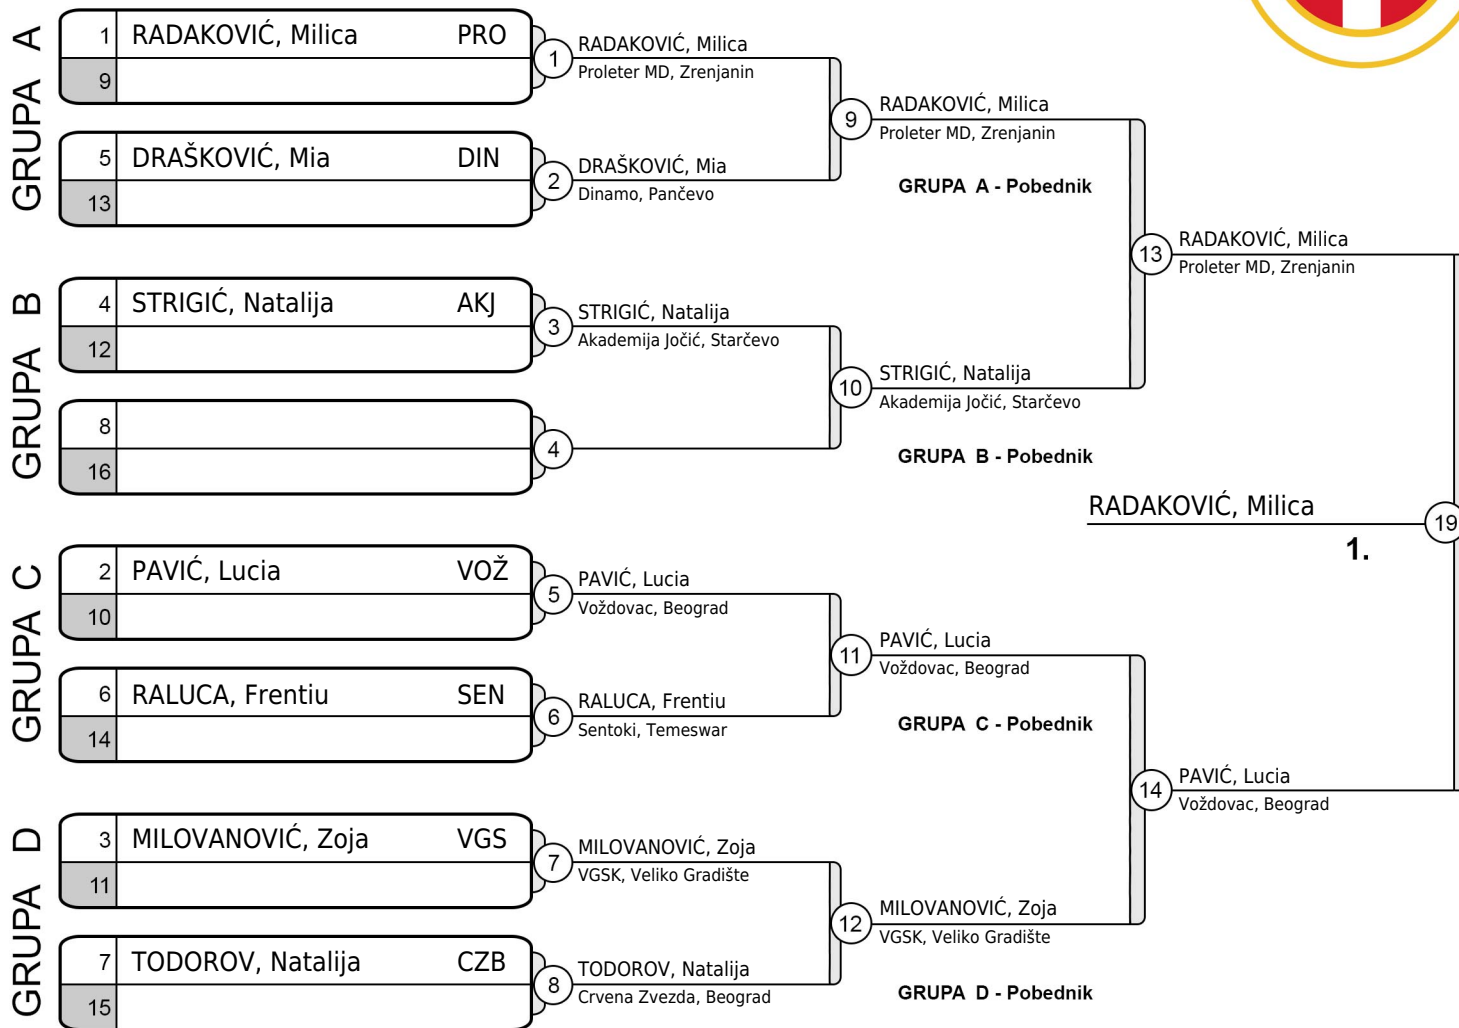 GRUPA A
1 RADAKOVIĆ, Milica PRO
9
5 DRAŠKOVIĆ, Mia DIN
13
GRUPA B
4 STRIGIĆ, Natalija AKJ
12
8
16
GRUPA C
2 PAVIĆ, Lucia VOŽ
10
6 RALUCA, Frentiu SEN
14
GRUPA D
3 MILOVANOVIĆ, Zoja VGS
11
7 TODOROV, Natalija CZB
15
1
RADAKOVIĆ, Milica
Proleter MD, Zrenjanin
2
DRAŠKOVIĆ, Mia
Dinamo, Pančevo
3
STRIGIĆ, Natalija
Akademija Jočić, Starčevo
4
5
PAVIĆ, Lucia
Voždovac, Beograd
6
RALUCA, Frentiu
Sentoki, Temeswar
7
MILOVANOVIĆ, Zoja
VGSK, Veliko Gradište
8
TODOROV, Natalija
Crvena Zvezda, Beograd
9
RADAKOVIĆ, Milica
Proleter MD, Zrenjanin
GRUPA A - Pobednik
10
STRIGIĆ, Natalija
Akademija Jočić, Starčevo
GRUPA B - Pobednik
11
PAVIĆ, Lucia
Voždovac, Beograd
GRUPA C - Pobednik
12
MILOVANOVIĆ, Zoja
VGSK, Veliko Gradište
GRUPA D - Pobednik
13
RADAKOVIĆ, Milica
Proleter MD, Zrenjanin
14
PAVIĆ, Lucia
Voždovac, Beograd
RADAKOVIĆ, Milica
19
1.